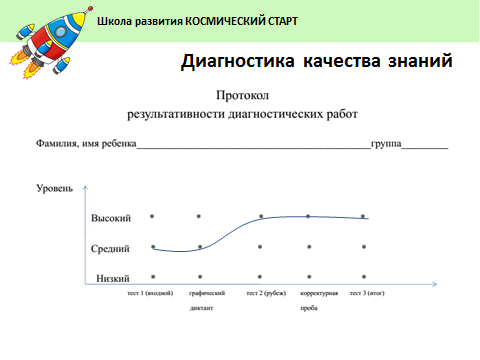 Школа развития КОСМИЧЕСКИЙ СТАРТ
Диагностика качества знаний
Протокол
результативности диагностических работ
Фамилия, имя ребенка_____________________________________________группа_________
Уровень
Высокий
Средний
Низкий
тест 1 (входной) графический тест 2 (рубеж) корректурная тест 3 (итог)
диктант проба